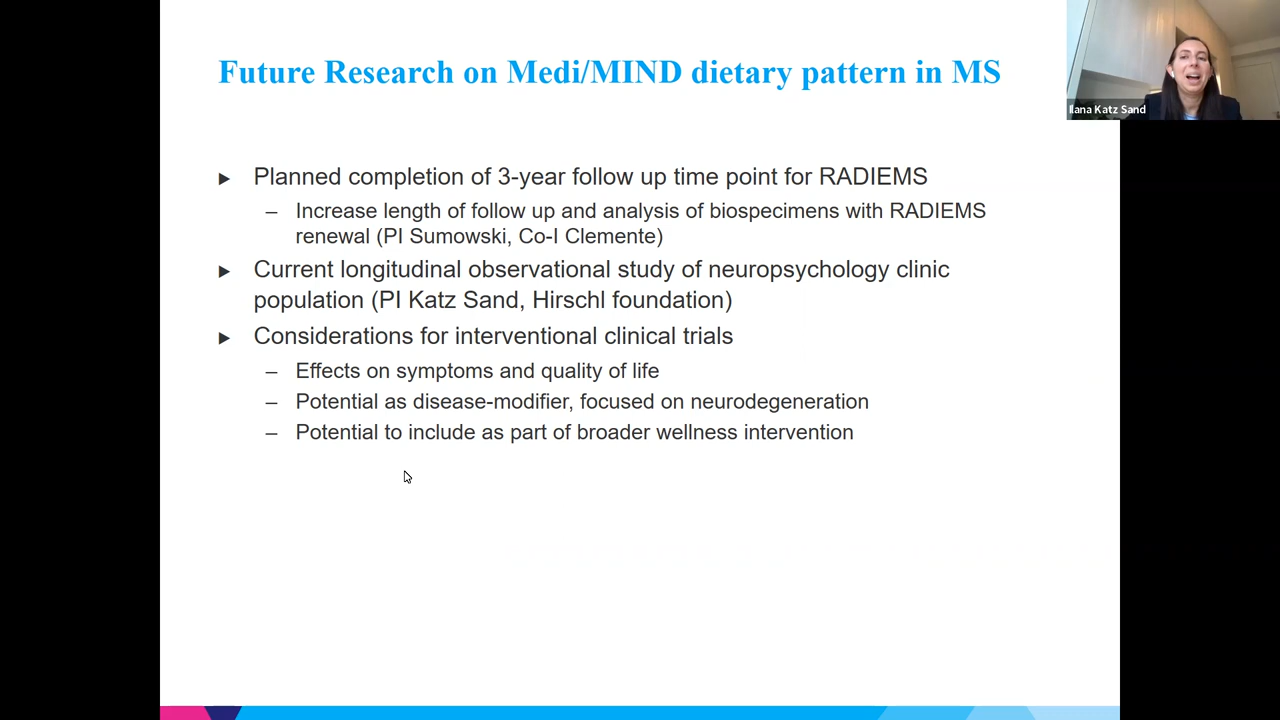 Future Research on Medi/MIND dietary pattern in MS
Ilana Katz Sand
Planned completion of 3-year follow up time point for RADIEMS
– Increase length of follow up and analysis of biospecimens with RADIEMS
renewal (PI Sumowski, Co-I Clemente)
Current longitudinal observational study of neuropsychology clinic
population (PI Katz Sand, Hirschl foundation)
Considerations for interventional clinical trials
– Effects on symptoms and quality of life
– Potential as disease-modifier, focused on neurodegeneration
– Potential to include as part of broader wellness intervention